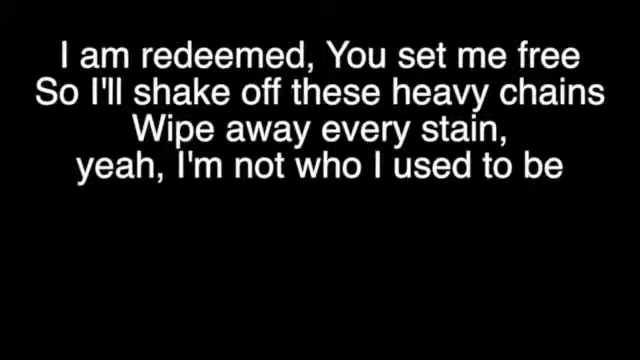 I am redeemed, You set me free
So I'll shake off these heavy chains
Wipe away every stain,
yeah, I'm not who I used to be